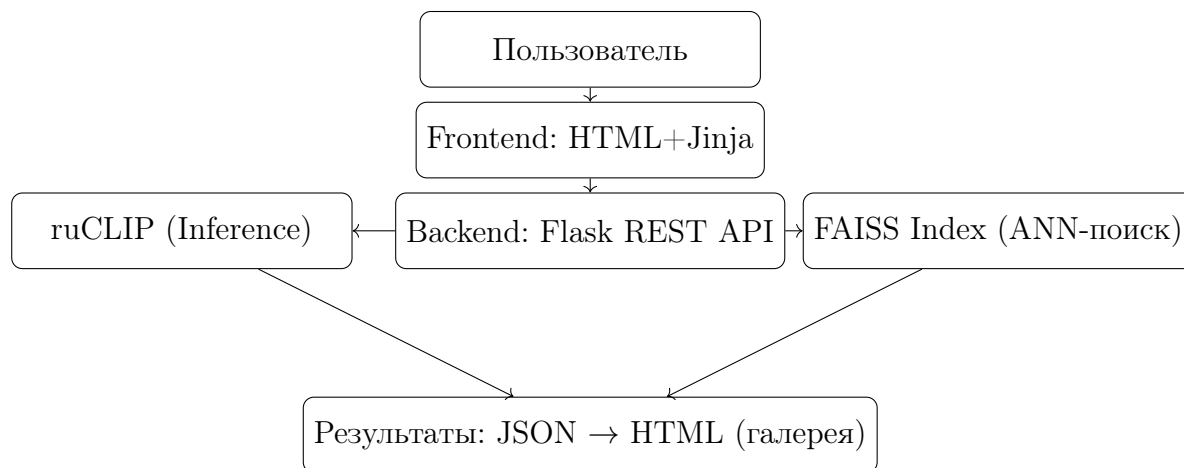 Пользователь
Frontend: HTML+Jinja
ruCLIP (Inference)
Backend: Flask REST API
FAISS Index (ANN-поиск)
Результаты: JSON → HTML (галерея)